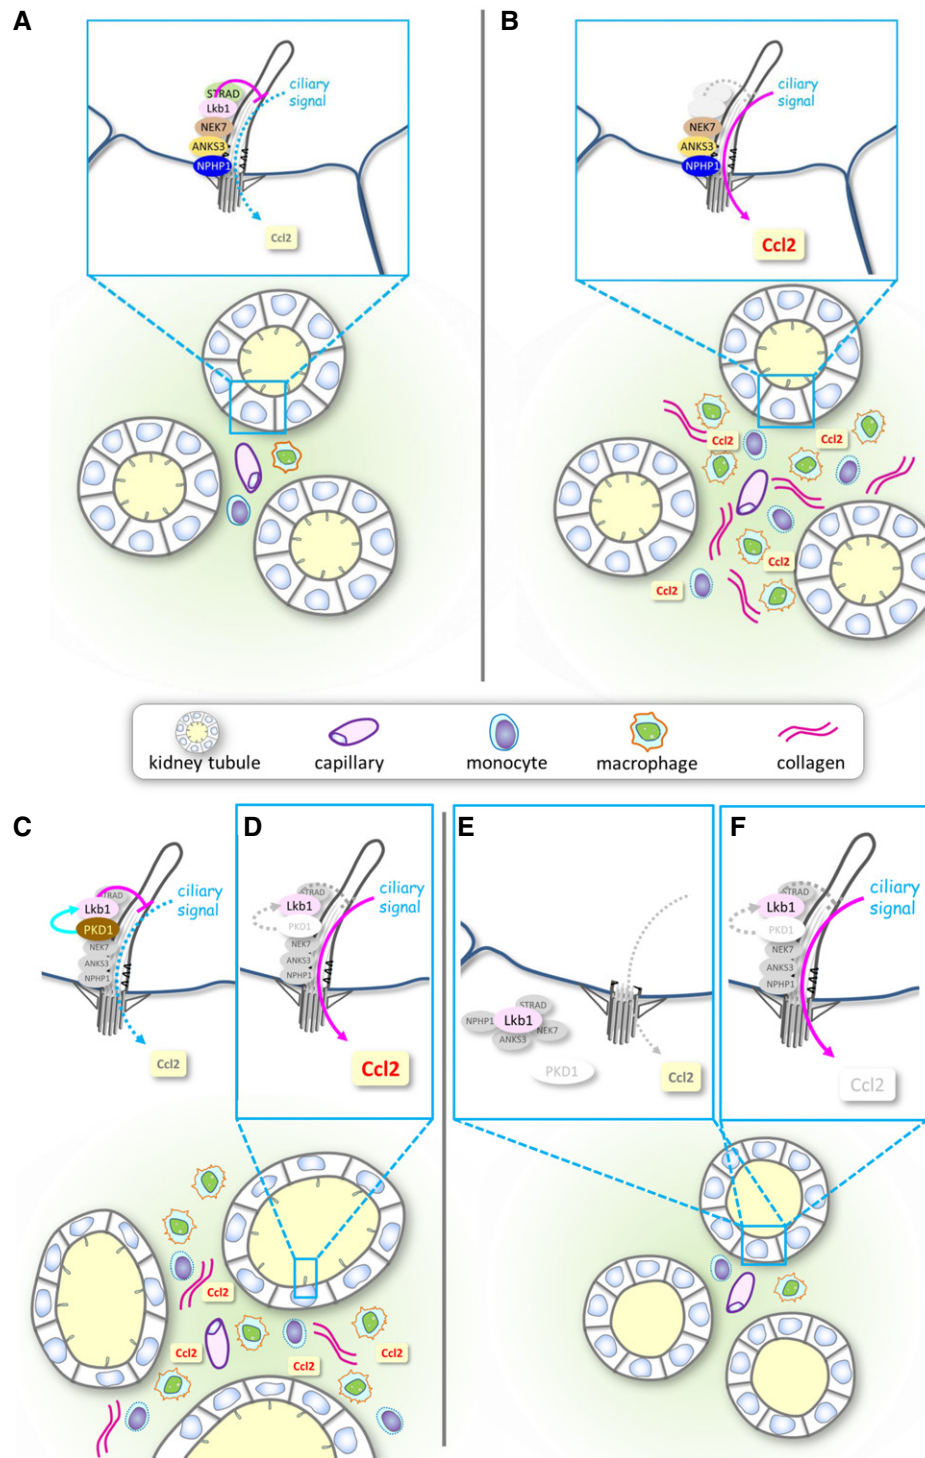 A
STRAD
Lkb1
NEK7
ANKS3
NPHP1
ciliary
signal
Ccl2
B
NEK7
ANKS3
NPHP1
ciliary
signal
Ccl2
Ccl2
Ccl2
Ccl2
Ccl2
kidney tubule
capillary
monocyte
macrophage
collagen
C
STRAD
Lkb1
PKD1
NEK7
ANKS3
NPHP1
ciliary
signal
Ccl2
D
STRAD
Lkb1
PKD1
NEK7
ANKS3
NPHP1
ciliary
signal
Ccl2
Ccl2
Ccl2
Ccl2
Ccl2
E
STRAD
NPHP1
Lkb1
NEK7
ANKS3
PKD1
Ccl2
F
STRAD
Lkb1
PKD1
NEK7
ANKS3
NPHP1
ciliary
signal
Ccl2